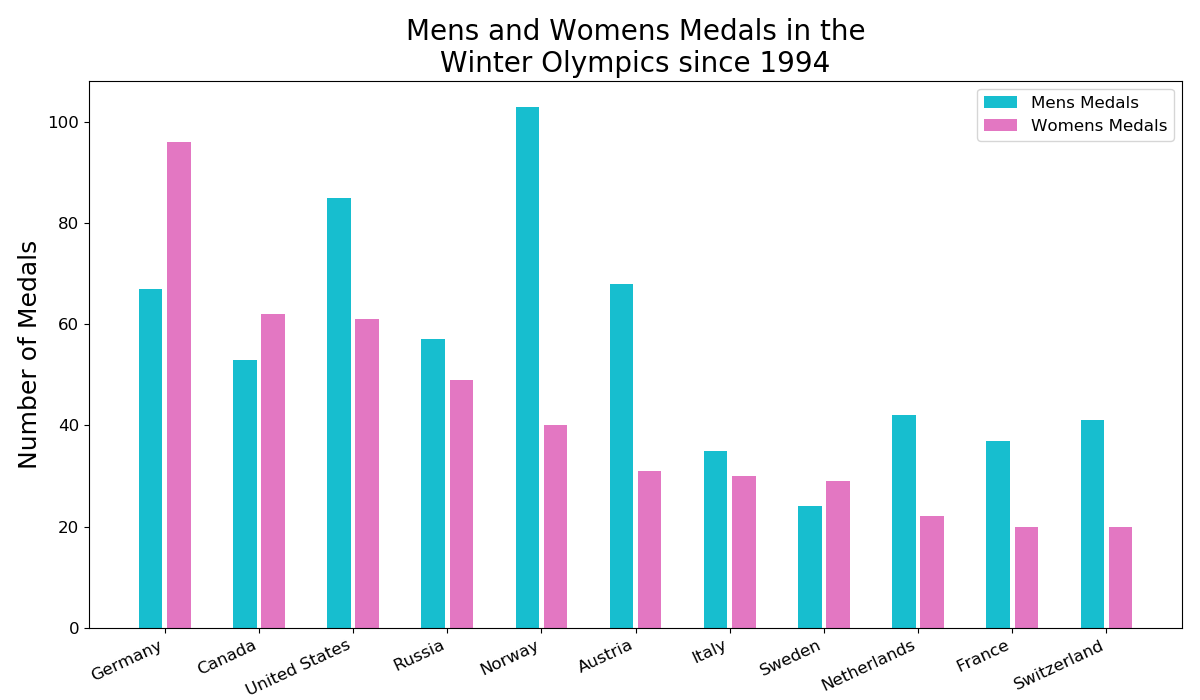 Mens and Womens Medals in the
Winter Olympics since 1994
Mens Medals
Womens Medals
Number of Medals
100
80
60
40
20
0
Germany
Canada
United States
Russia
Norway
Austria
Italy
Sweden
Netherlands
France
Switzerland